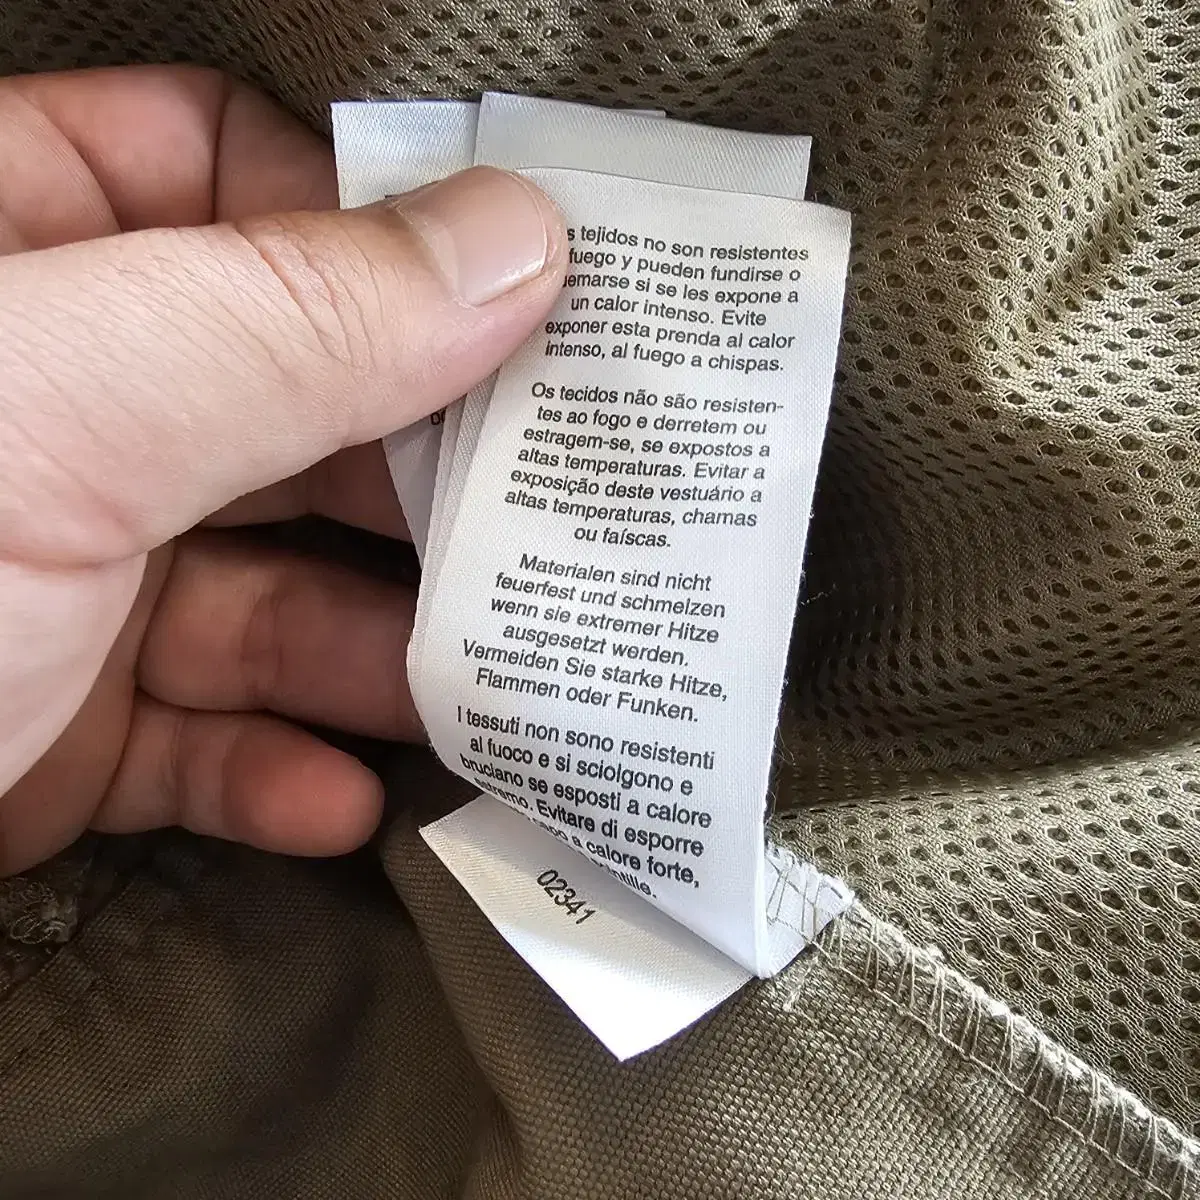 tejidos no son resistentes
fuego y pueden fundirse o
si se les expone a
un calor intenso. Evite
exponer esta prenda al calor
intenso, al fuego a chispas.
Os tecidos não são resisten-
tes ao fogo e derretem ou
estragem-se, se expostos a
altas temperaturas. Evitar a
exposição deste vestuário a
altas temperaturas, chamas
ou faíscas.
Materialen sind nicht
feuerfest und schmelzen
wenn sie extremer Hitze
ausgesetzt werden.
Vermeiden Sie starke Hitze,
Flammen oder Funken.
I tessuti non sono resistenti
al fuoco e si sciolgono e
bruciano se esposti a calore
estremo. Evitare di esporre
a calore forte,
02341